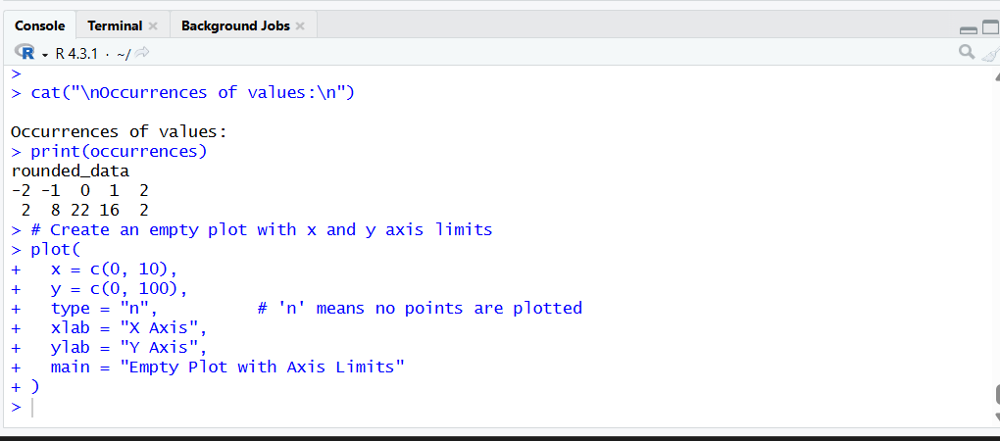 Console Terminal Background Jobs
R R 4.3.1 · ~/
>
> cat("\nOccurrences of values:\n")
Occurrences of values:
> print(occurrences)
rounded_data
-2 -1  0  1  2
 2  8 22 16  2
> # Create an empty plot with x and y axis limits
> plot(
+   x = c(0, 10),
+   y = c(0, 100),
+   type = "n",          # 'n' means no points are plotted
+   xlab = "X Axis",
+   ylab = "Y Axis",
+   main = "Empty Plot with Axis Limits"
+ )
>